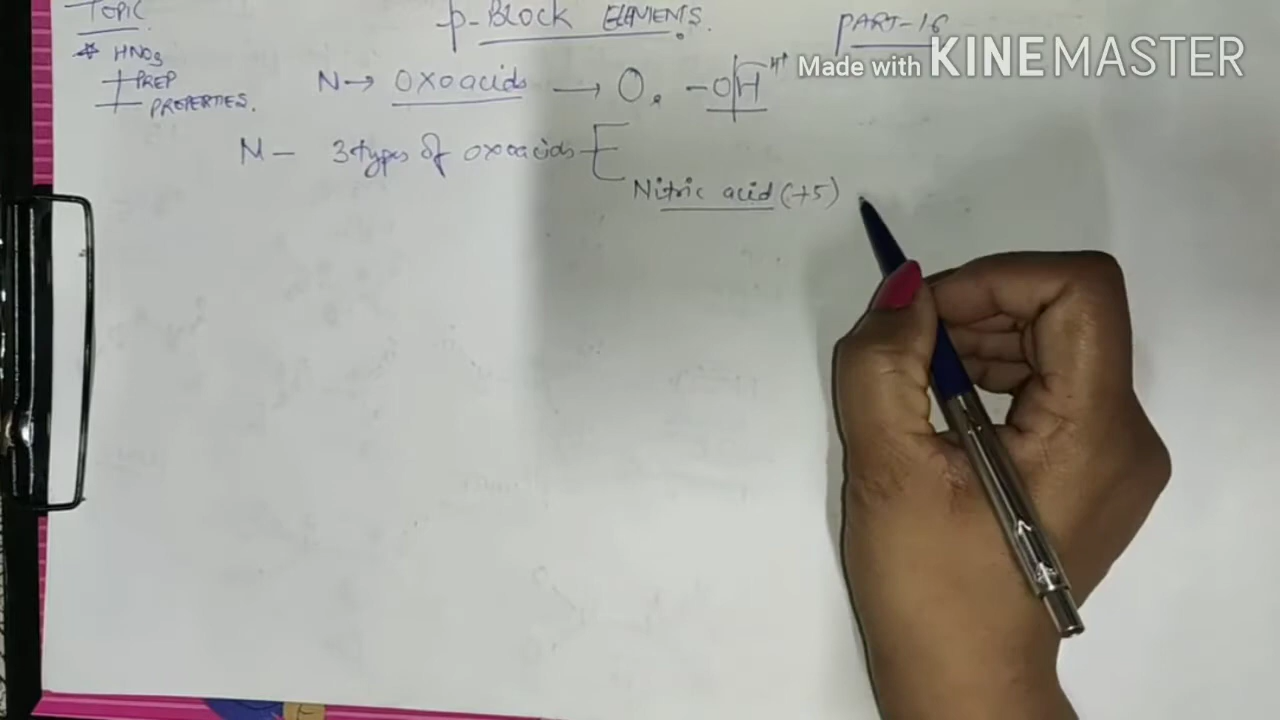 TOPIC
p-BLOCK ELEMENTS.
PART-16
* HNO3
PREP
PREPERTIES.
N → Oxoacids → O. -OH H+
N - 3 types of oxoacids
Nitric acid (+5)
Made with KINEMASTER